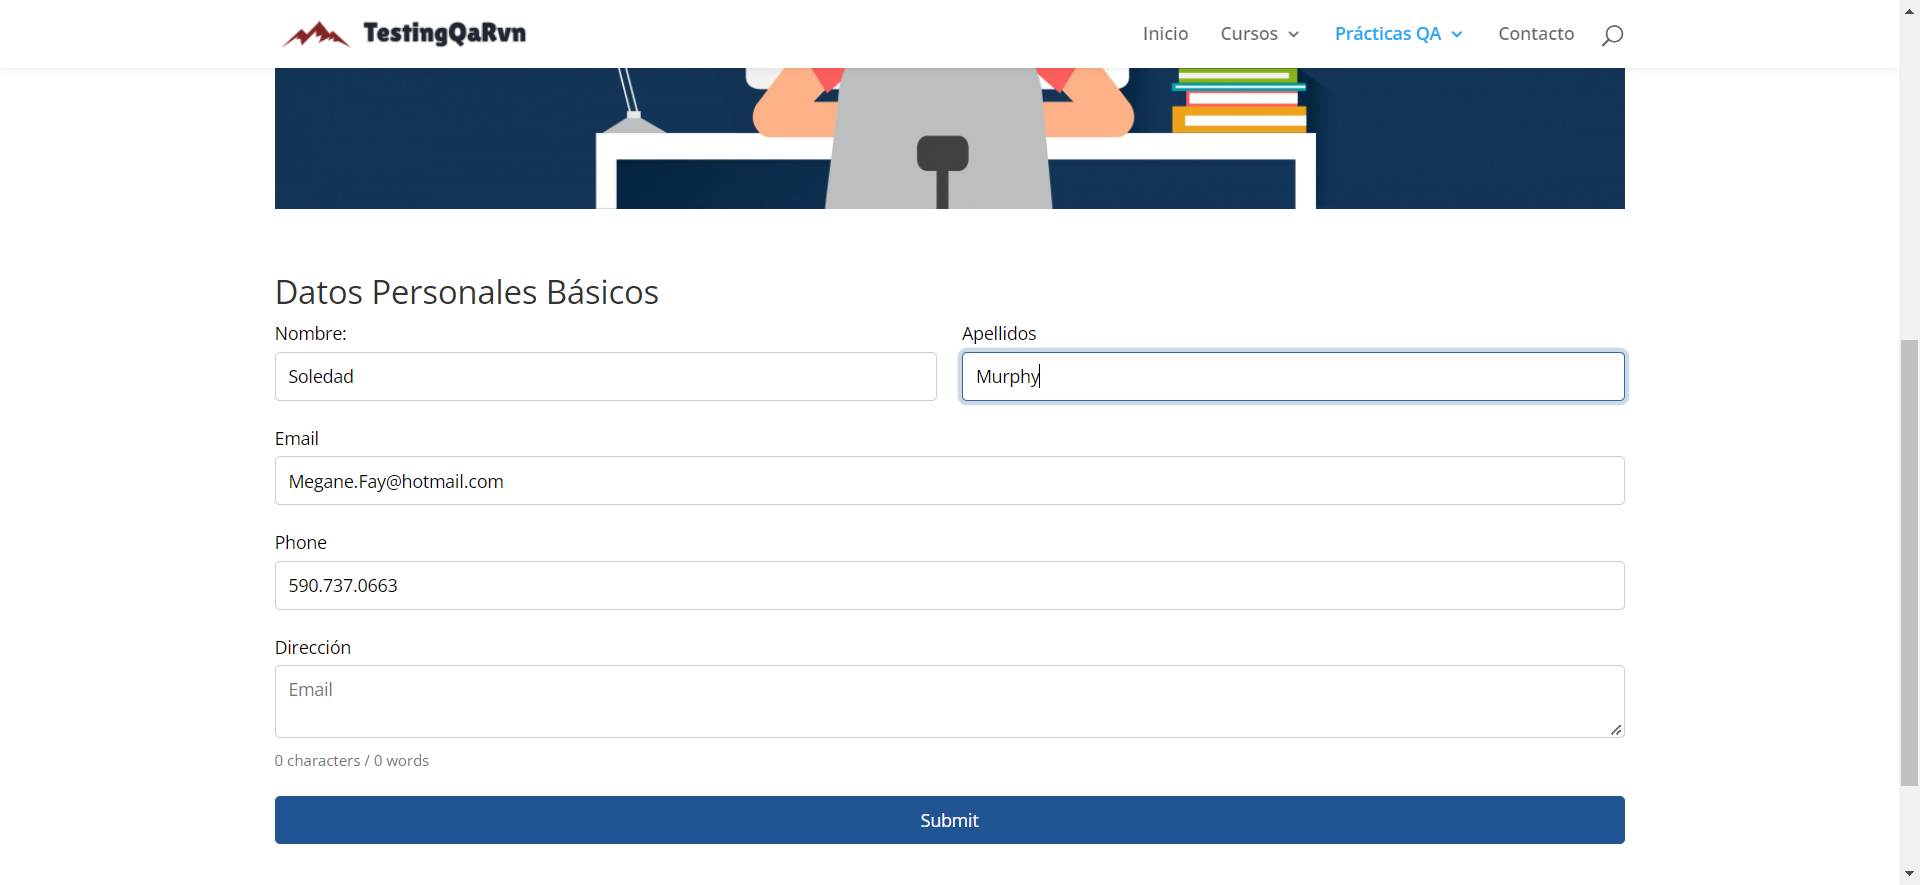 TestingQaRvn
Inicio
Cursos
Prácticas QA
Contacto
Datos Personales Básicos
Nombre:
Apellidos
Soledad
Murphy
Email
Megane.Fay@hotmail.com
Phone
590.737.0663
Dirección
Email
0 characters / 0 words
Submit